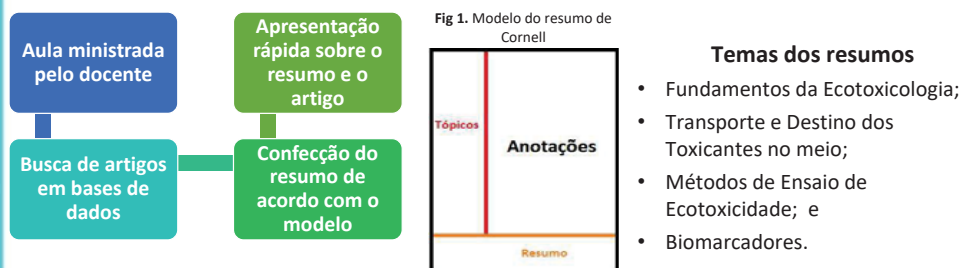 Aula ministrada
pelo docente
Busca de artigos
em bases de
dados
Confecção do
resumo de
acordo com o
modelo
Apresentação
rápida sobre o
resumo e o
artigo
Fig 1. Modelo do resumo de
Cornell
Tópicos
Anotações
Resumo
Temas dos resumos
• Fundamentos da Ecotoxicologia;
• Transporte e Destino dos
Toxicantes no meio;
• Métodos de Ensaio de
Ecotoxicidade; e
• Biomarcadores.